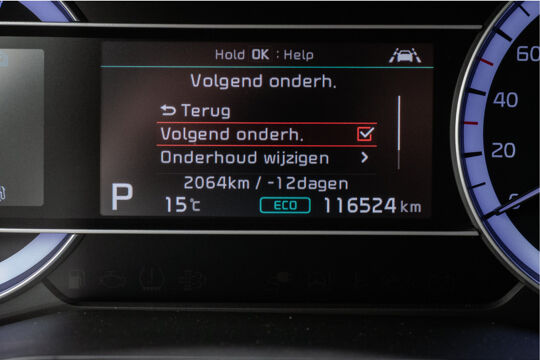 Hold OK : Help
Volgend onderh.
Terug
Volgend onderh.
Onderhoud wijzigen
2064km / -12dagen
P
15℃
ECO
116524 km
60
40
20